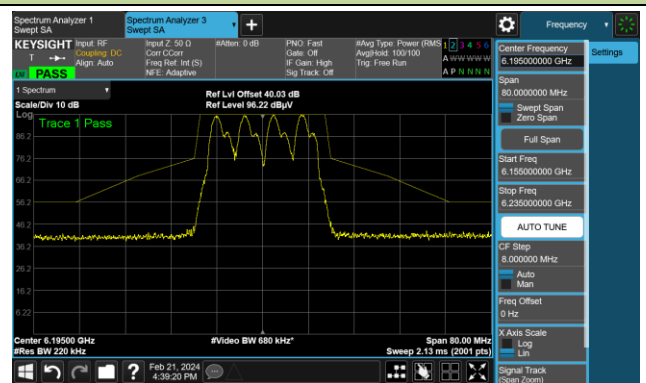 Spectrum Analyzer 1
Swept SA
Spectrum Analyzer 3
Swept SA
Frequency
KEYSIGHT
Input: RF
Coupling: DC
Align: Auto
Input Z: 50 Ω
Corr CCorr
Freq Ref: Int (S)
NFE: Adaptive
#Atten: 0 dB
PNO: Fast
Gate: Off
IF Gain: High
Sig Track: Off
#Avg Type: Power (RMS
Avg|Hold: 100/100
Trig: Free Run
1 2 3 4 5 6
A W W W W W
A P N N N N
T
PASS
Center Frequency
6.195000000 GHz
Settings
Span
80.0000000 MHz
Swept Span
Zero Span
Full Span
Start Freq
6.155000000 GHz
Stop Freq
6.235000000 GHz
AUTO TUNE
CF Step
8.000000 MHz
Auto
Man
Freq Offset
0 Hz
X Axis Scale
Log
Lin
Signal Track
(Span Zoom)
1 Spectrum
Scale/Div 10 dB
Ref Lvl Offset 40.03 dB
Ref Level 96.22 dBµV
Log
Trace 1 Pass
86.2
76.2
66.2
56.2
46.2
36.2
26.2
16.2
6.22
Center 6.19500 GHz
#Res BW 220 kHz
#Video BW 680 kHz*
Span 80.00 MHz
Sweep 2.13 ms (2001 pts)
?
Feb 21, 2024
4:39:20 PM